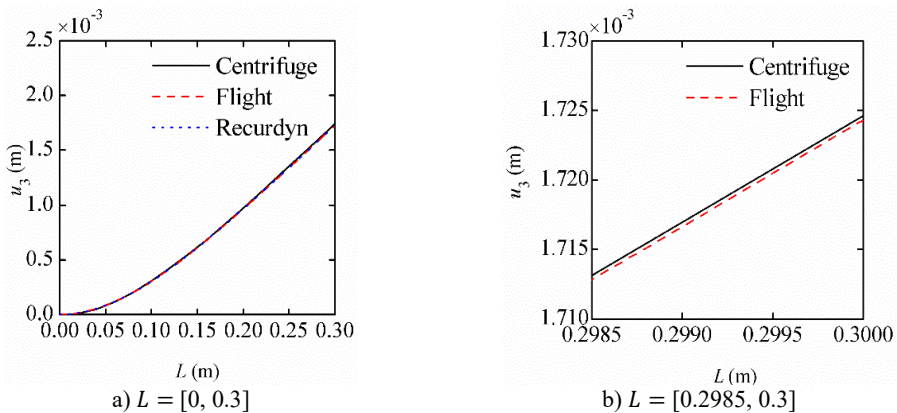 ×10⁻³
2.5
2.0
1.5
1.0
0.5
0.0
u₃ (m)
Centrifuge
Flight
Recurdyn
0.00 0.05 0.10 0.15 0.20 0.25 0.30
L (m)
a) L = [0, 0.3]
×10⁻³
1.730
1.725
1.720
1.715
1.710
u₃ (m)
Centrifuge
Flight
0.2985 0.2990 0.2995 0.3000
L (m)
b) L = [0.2985, 0.3]